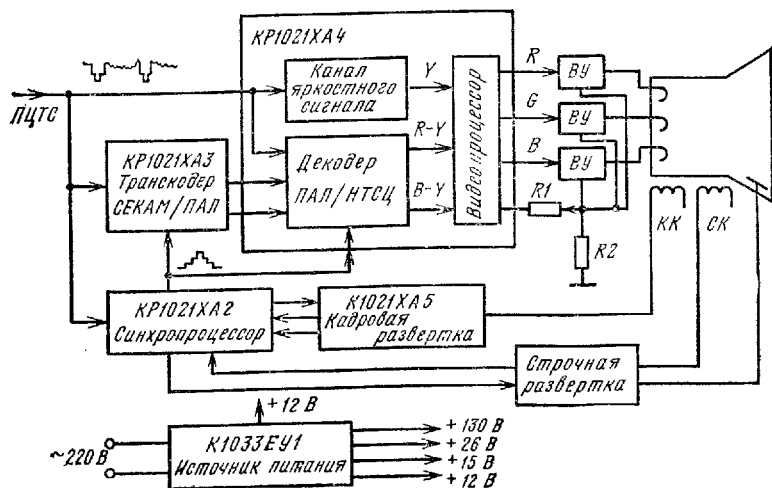 КР1021ХА4
Канал
яркостного
сигнала
Y
R
ВУ
ПЦТС
G
ВУ
КР1021ХА3
Транскодер
СЕКАМ/ПАЛ
Декодер
ПАЛ/НТСЦ
R-Y
B-Y
Видеопроцессор
B
ВУ
R1
КК
СК
R2
КР1021ХА2
Синхропроцессор
К1021ХА5
Кадровая
развертка
Строчная
развертка
+12 В
~220 В
К1033ЕУ1
Источник питания
+130 В
+26 В
+15 В
+12 В